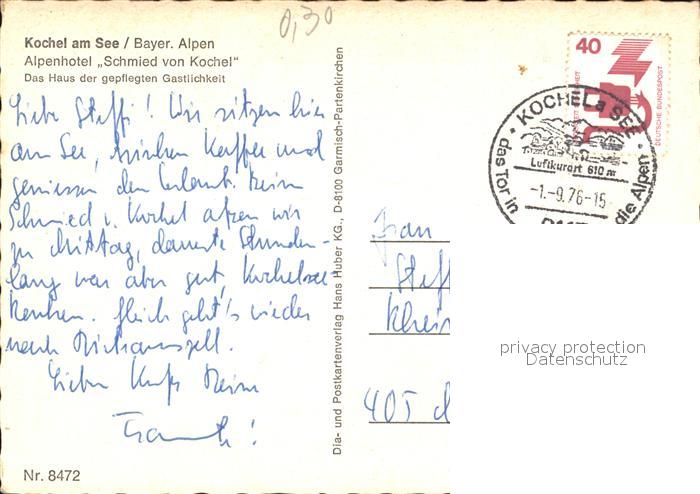 0,30
Kochel am See / Bayer. Alpen
Alpenhotel „Schmied von Kochel“
Das Haus der gepflegten Gastlichkeit
Liebe Steffi! Wir sitzen hier
am See, trinken Kaffee und
geniessen den Urlaub. Beim
Schmied v. Kochel aßen wir
zu Mittag, dauerte Stunden-
lang war aber gut, Kochelsee
Renken. Gleich geht's wieder
nach
Lieber Kuß
Nr. 8472
Dia- und Postkartenverlag Hans Huber KG., D-8100 Garmisch-Partenkirchen
40
DEUTSCHE BUNDESPOST
KOCHEL a SEE
Luftkurort 610 m
-1.-9.76-15
das Tor in die Alpen
Frau
Steff
405
privacy protection
Datenschutz